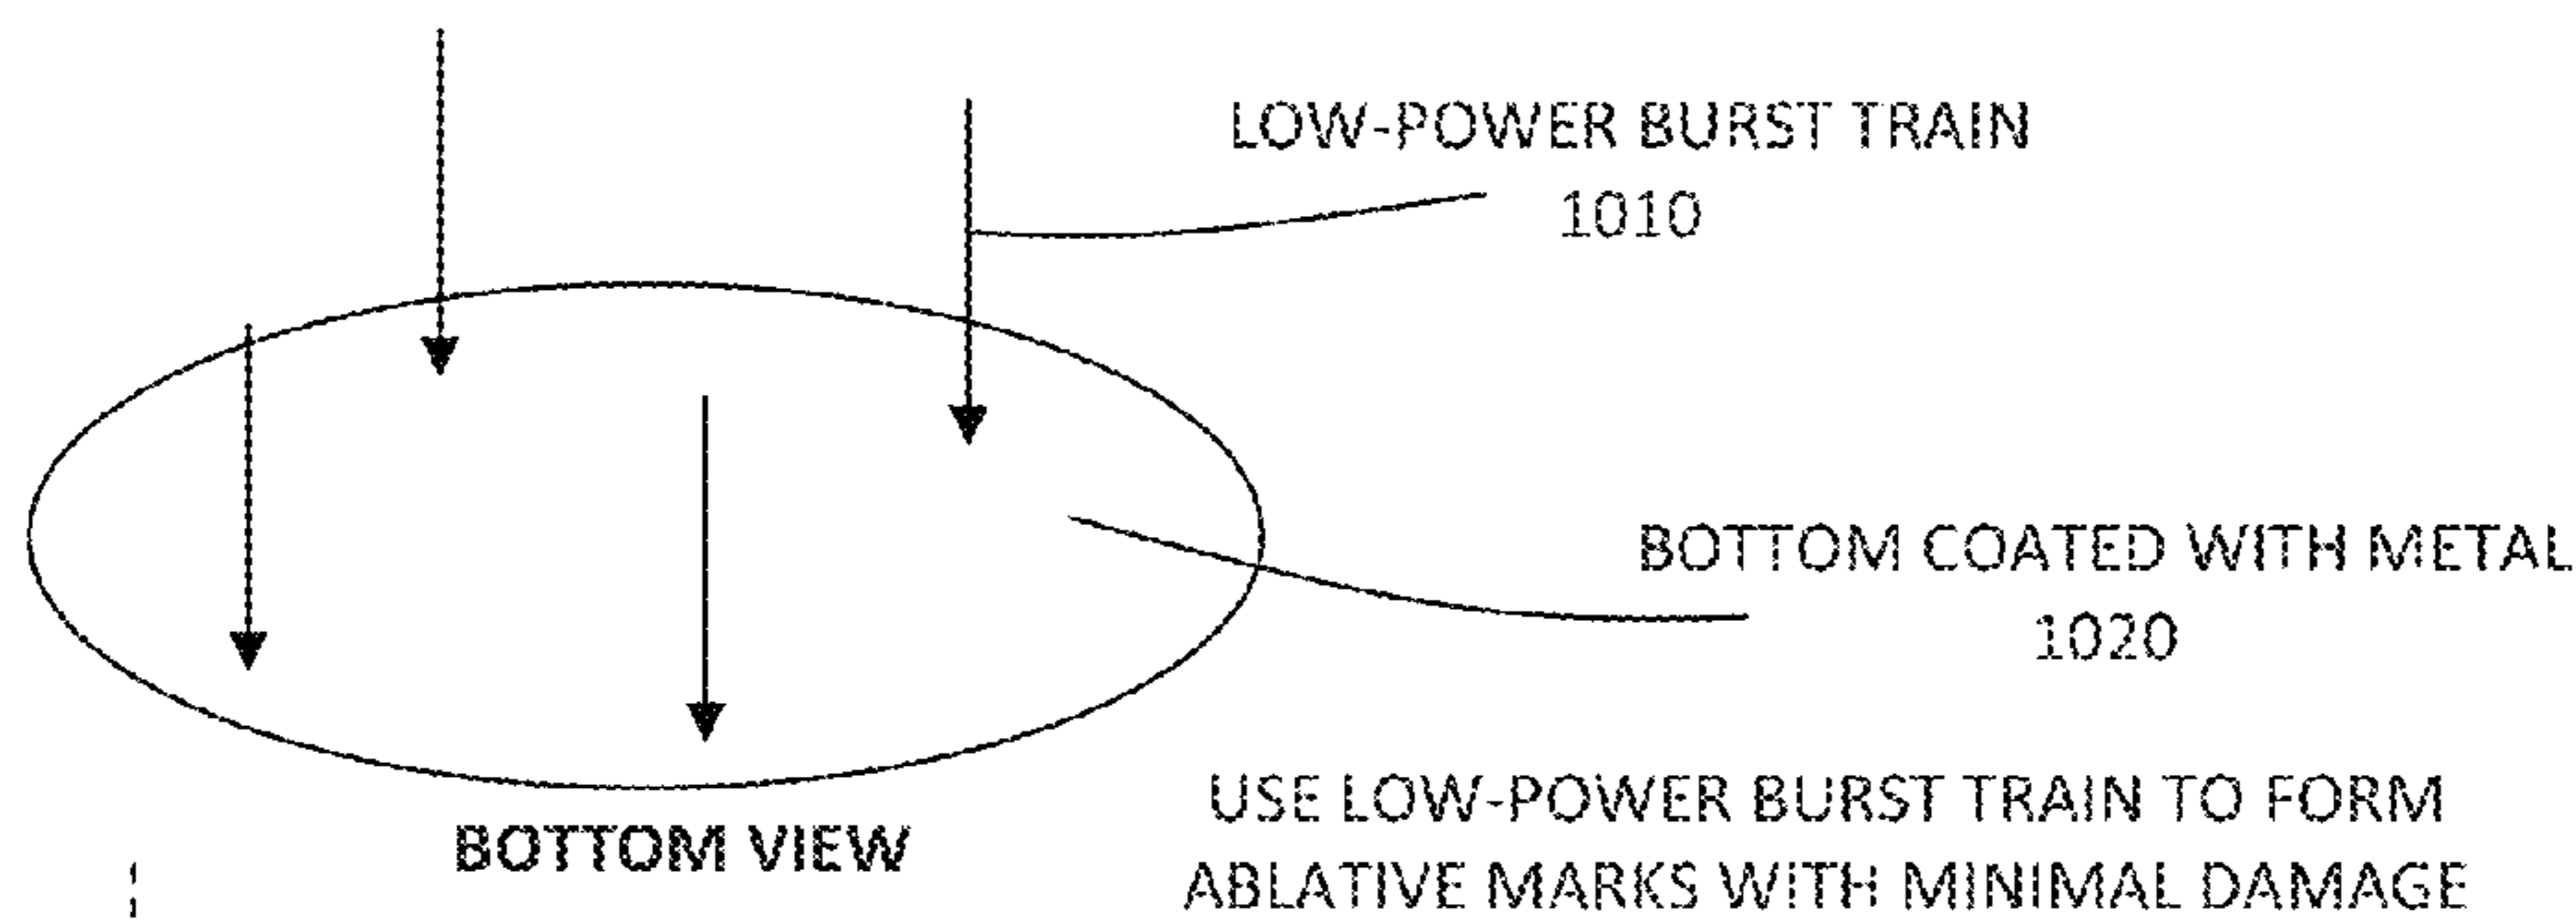 LOW-POWER BURST TRAIN
1010
BOTTOM COATED WITH METAL
1020
BOTTOM VIEW
USE LOW-POWER BURST TRAIN TO FORM
ABLATIVE MARKS WITH MINIMAL DAMAGE